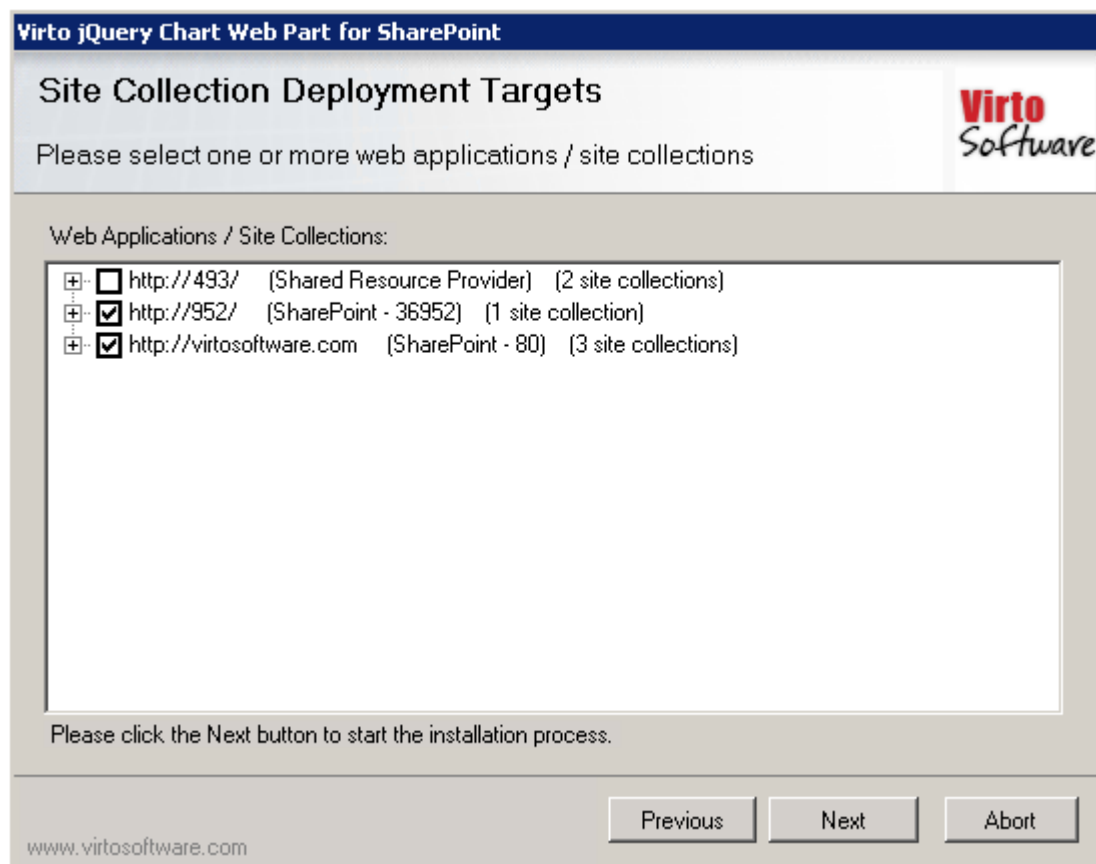 Virto jQuery Chart Web Part for SharePoint
Site Collection Deployment Targets
Please select one or more web applications / site collections
Virto
Software
Web Applications / Site Collections:
http://493/ (Shared Resource Provider) (2 site collections)
http://952/ (SharePoint - 36952) (1 site collection)
http://virtosoftware.com (SharePoint - 80) (3 site collections)
Please click the Next button to start the installation process.
Previous Next Abort
www.virtosoftware.com